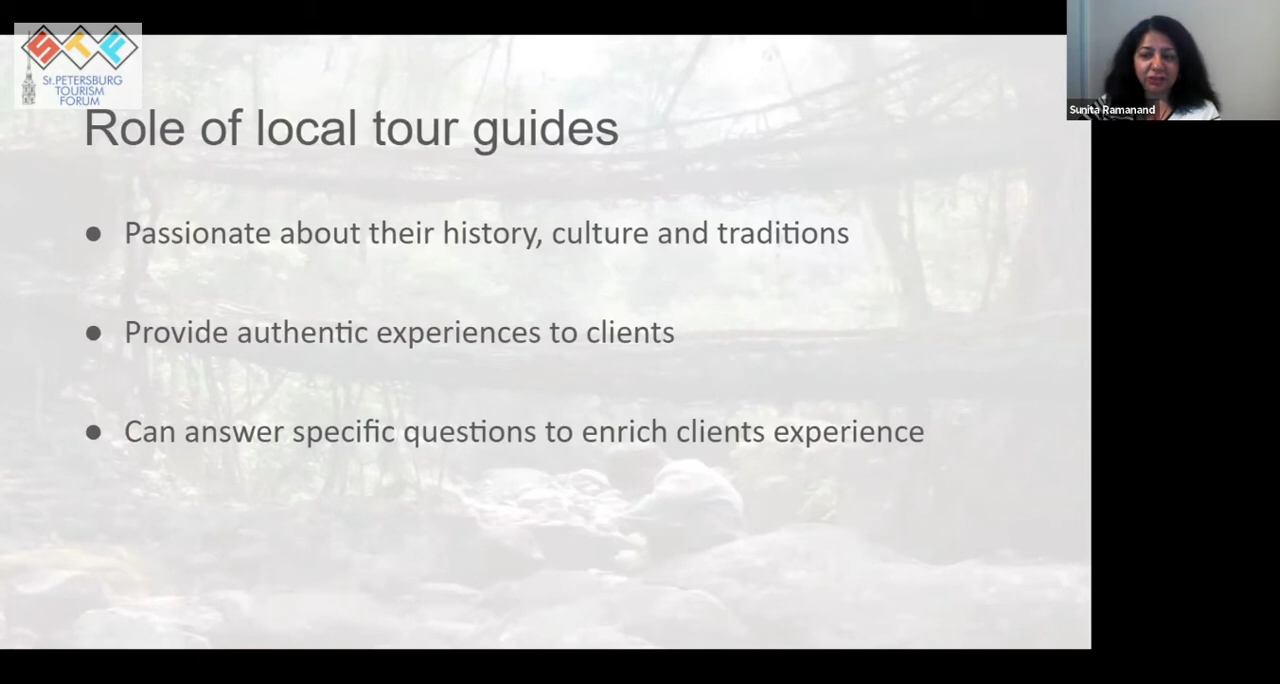 STF
St.PETERSBURG
TOURISM
FORUM
Sunita Ramanand
Role of local tour guides
● Passionate about their history, culture and traditions
● Provide authentic experiences to clients
● Can answer specific questions to enrich clients experience